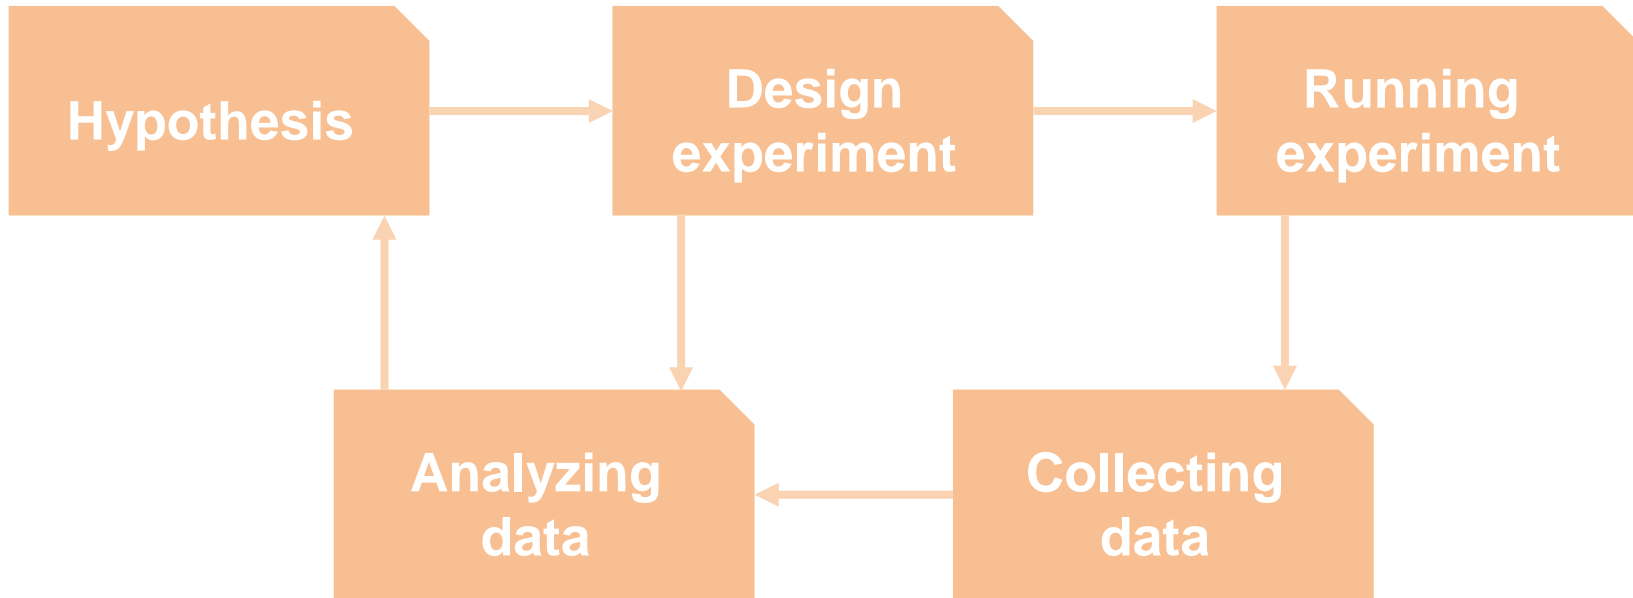 Hypothesis
Design
experiment
Running
experiment
Analyzing
data
Collecting
data